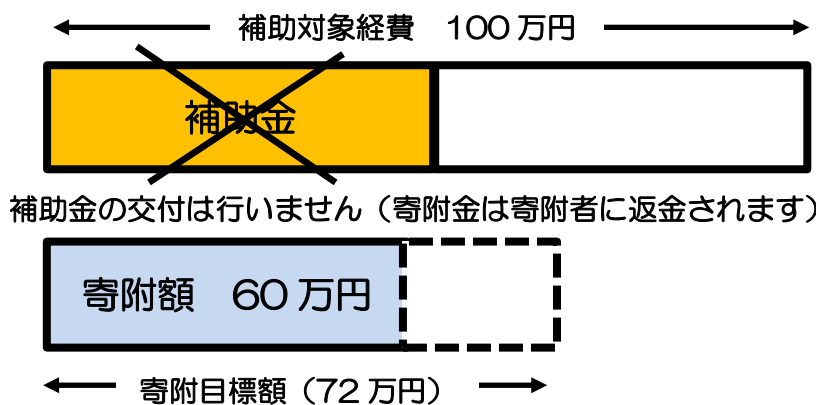 補助対象経費　100万円
補助金
補助金の交付は行いません（寄附金は寄附者に返金されます）
寄附額　60万円
寄附目標額（72万円）